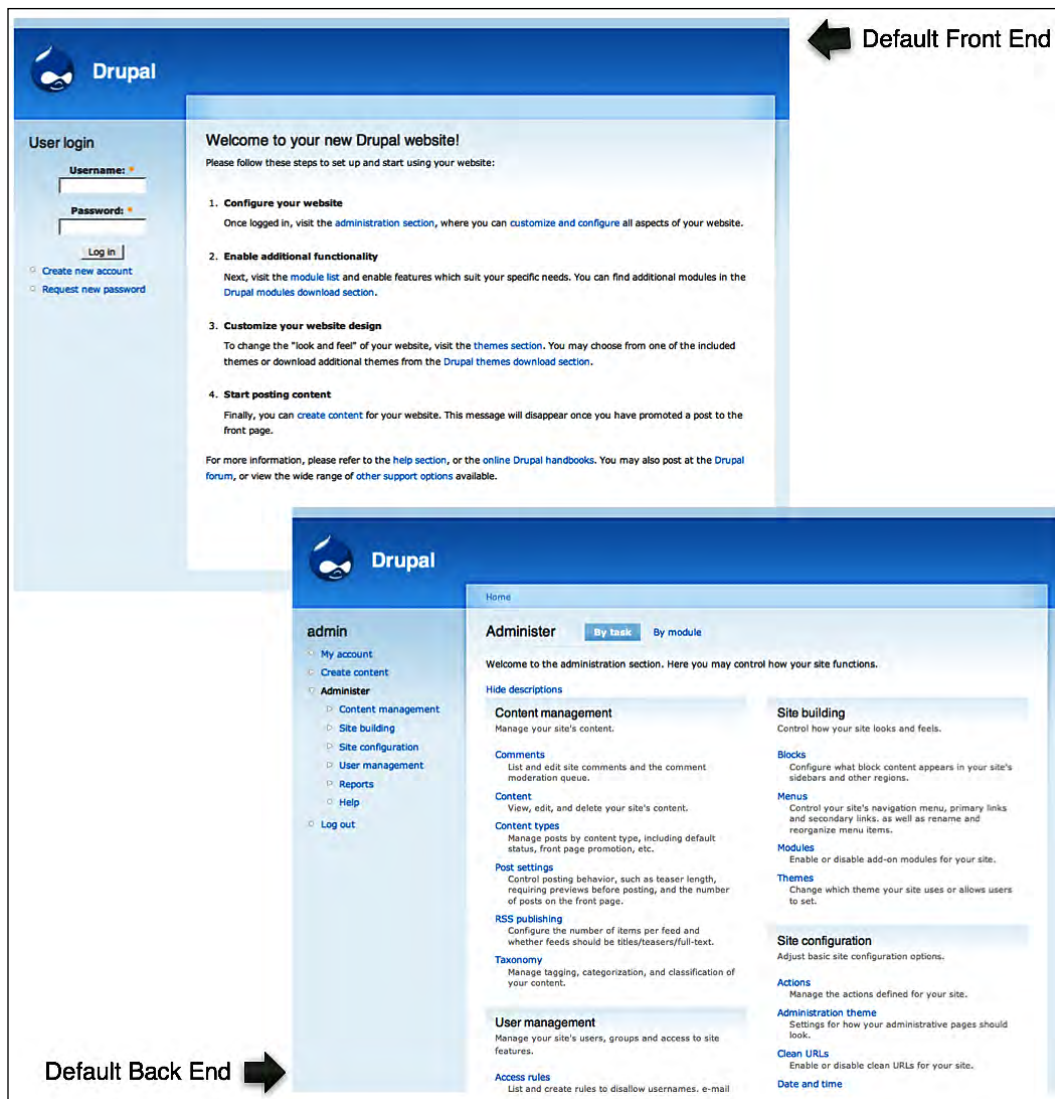 Default Front End
Drupal
User login
Username: *
Password: *
Log in
Create new account
Request new password
Welcome to your new Drupal website!
Please follow these steps to set up and start using your website:
1. Configure your website
Once logged in, visit the administration section, where you can customize and configure all aspects of your website.
2. Enable additional functionality
Next, visit the module list and enable features which suit your specific needs. You can find additional modules in the
Drupal modules download section.
3. Customize your website design
To change the "look and feel" of your website, visit the themes section. You may choose from one of the included
themes or download additional themes from the Drupal themes download section.
4. Start posting content
Finally, you can create content for your website. This message will disappear once you have promoted a post to the
front page.
For more information, please refer to the help section, or the online Drupal handbooks. You may also post at the Drupal
forum, or view the wide range of other support options available.
Drupal
Home
admin
My account
Create content
Administer
Content management
Site building
Site configuration
User management
Reports
Help
Log out
Administer By task By module
Welcome to the administration section. Here you may control how your site functions.
Hide descriptions
Content management
Manage your site's content.
Comments
List and edit site comments and the comment
moderation queue.
Content
View, edit, and delete your site's content.
Content types
Manage posts by content type, including default
status, front page promotion, etc.
Post settings
Control posting behavior, such as teaser length,
requiring previews before posting, and the number
of posts on the front page.
RSS publishing
Configure the number of items per feed and
whether feeds should be titles/teasers/full-text.
Taxonomy
Manage tagging, categorization, and classification of
your content.
User management
Manage your site's users, groups and access to site
features.
Access rules
List and create rules to disallow usernames. e-mail
Site building
Control how your site looks and feels.
Blocks
Configure what block content appears in your site's
sidebars and other regions.
Menus
Control your site's navigation menu, primary links
and secondary links. as well as rename and
reorganize menu items.
Modules
Enable or disable add-on modules for your site.
Themes
Change which theme your site uses or allows users
to set.
Site configuration
Adjust basic site configuration options.
Actions
Manage the actions defined for your site.
Administration theme
Settings for how your administrative pages should
look.
Clean URLs
Enable or disable clean URLs for your site.
Date and time
Default Back End